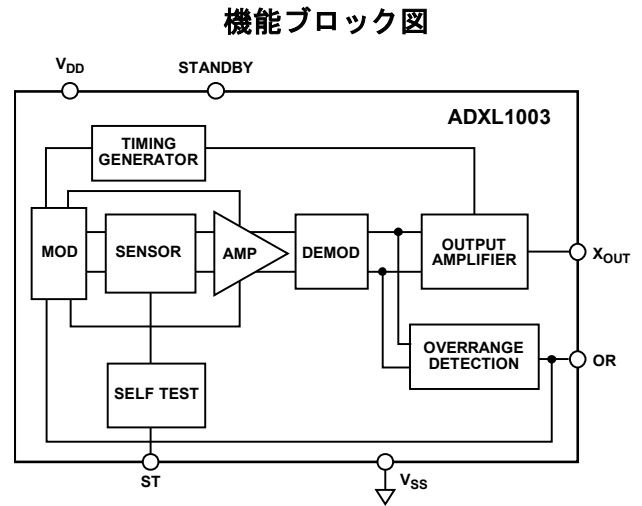 機能ブロック図
VDD
STANDBY
ADXL1003
TIMING
GENERATOR
MOD
SENSOR
AMP
DEMOD
OUTPUT
AMPLIFIER
XOUT
OVERRANGE
DETECTION
OR
SELF TEST
ST
VSS